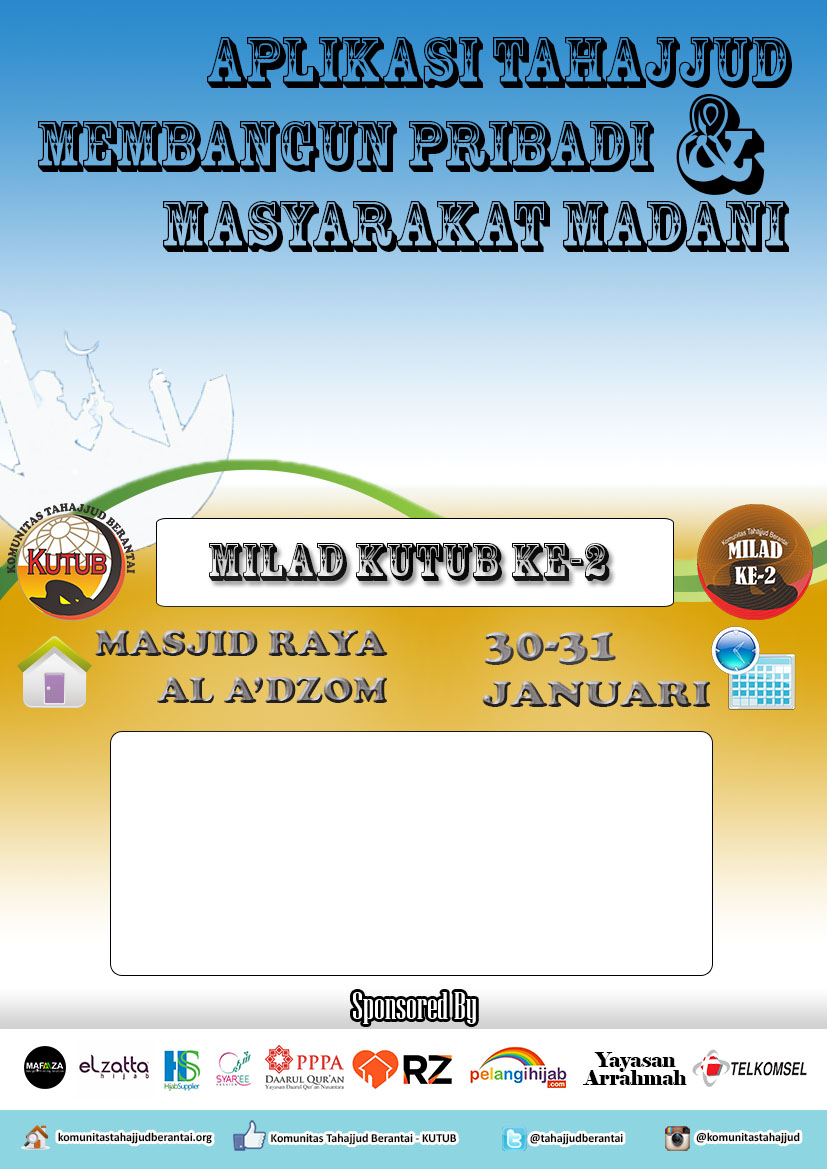 APLIKASI TAHAJJUD
MEMBANGUN PRIBADI &
MASYARAKAT MADANI
KOMUNITAS TAHAJJUD BERANTAI
KUTUB
MILAD KUTUB KE-2
Komunitas Tahajjud Berantai
MILAD
KE-2
MASJID RAYA
AL A'DZOM
30-31
JANUARI
Sponsored By
MAFAZA
elzatta
hijab
HS
HijabSupplier
SYAR'EE
PPPA
DAARUL QUR'AN
Yayasan Daarul Qur'an Nusantara
RZ
pelangihijab
.com
Yayasan
Arrahmah
TELKOMSEL
komunitastahajjudberantai.org
Komunitas Tahajjud Berantai - KUTUB
@tahajjudberantai
@komunitastahajjud